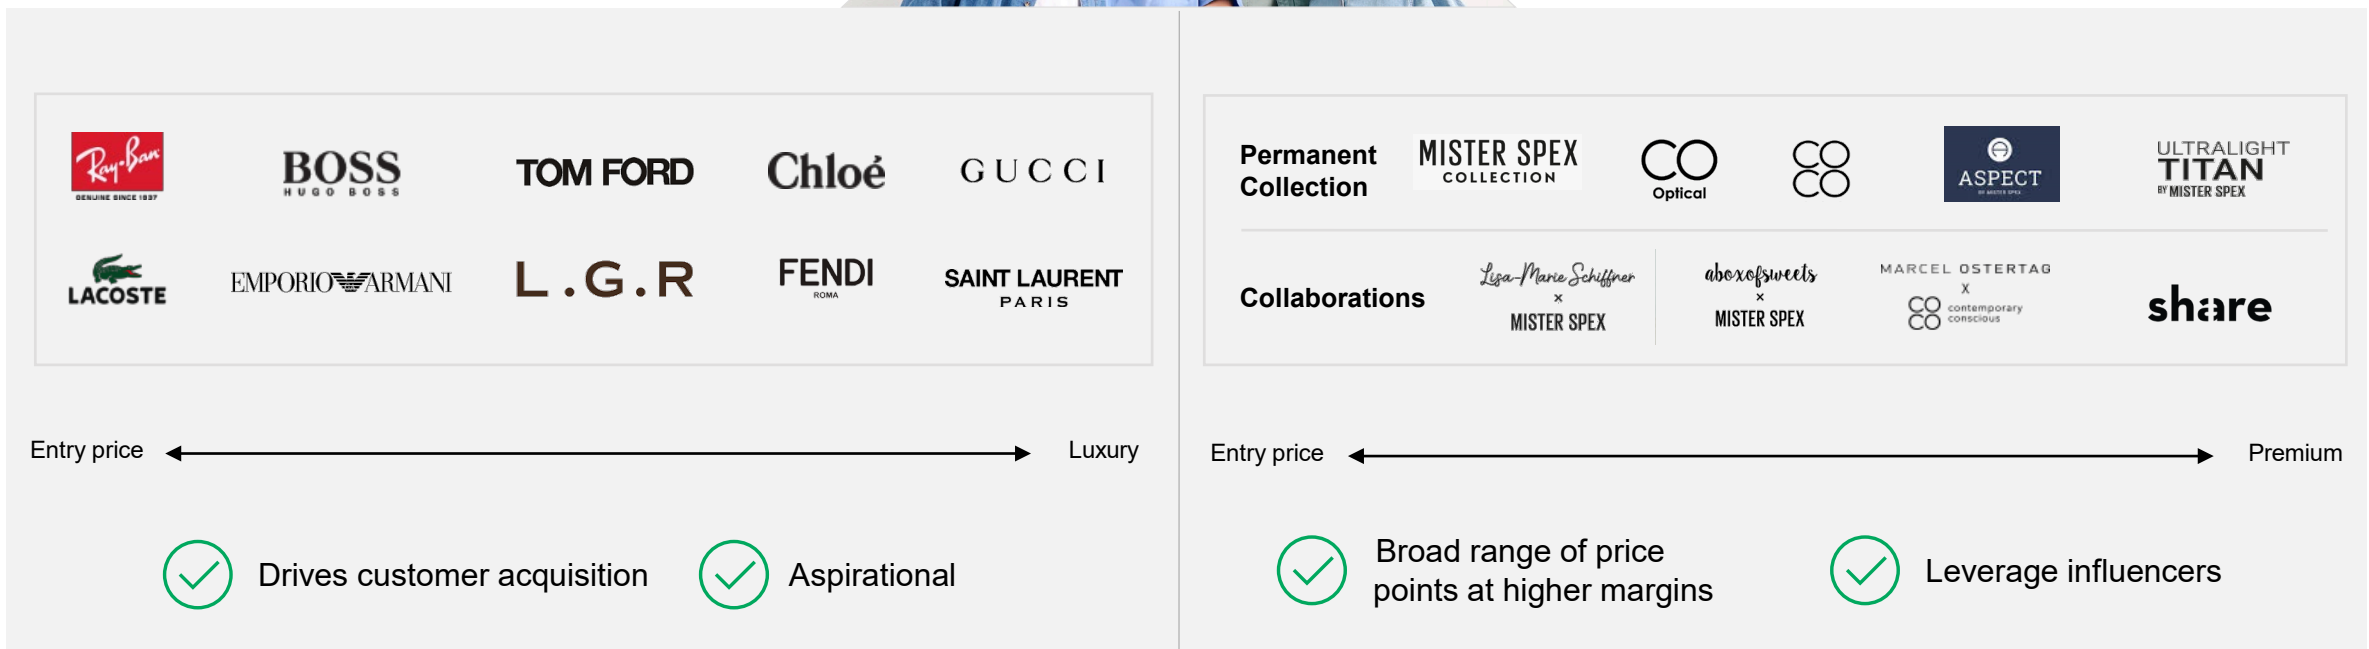 Ray-Ban
GENUINE SINCE 1937
BOSS
HUGO BOSS
TOM FORD
Chloé
GUCCI
LACOSTE
EMPORIO ARMANI
L.G.R
FENDI
ROMA
SAINT LAURENT
PARIS
Entry price
Luxury
Drives customer acquisition
Aspirational
Permanent
Collection
MISTER SPEX
COLLECTION
CO
Optical
CO
CO
ASPECT
BY MISTER SPEX
ULTRALIGHT
TITAN
BY MISTER SPEX
Collaborations
Lisa-Marie Schiffner
x
MISTER SPEX
aboxofsweets
x
MISTER SPEX
MARCEL OSTERTAG
X
CO
CO
contemporary
conscious
share
Entry price
Premium
Broad range of price
points at higher margins
Leverage influencers